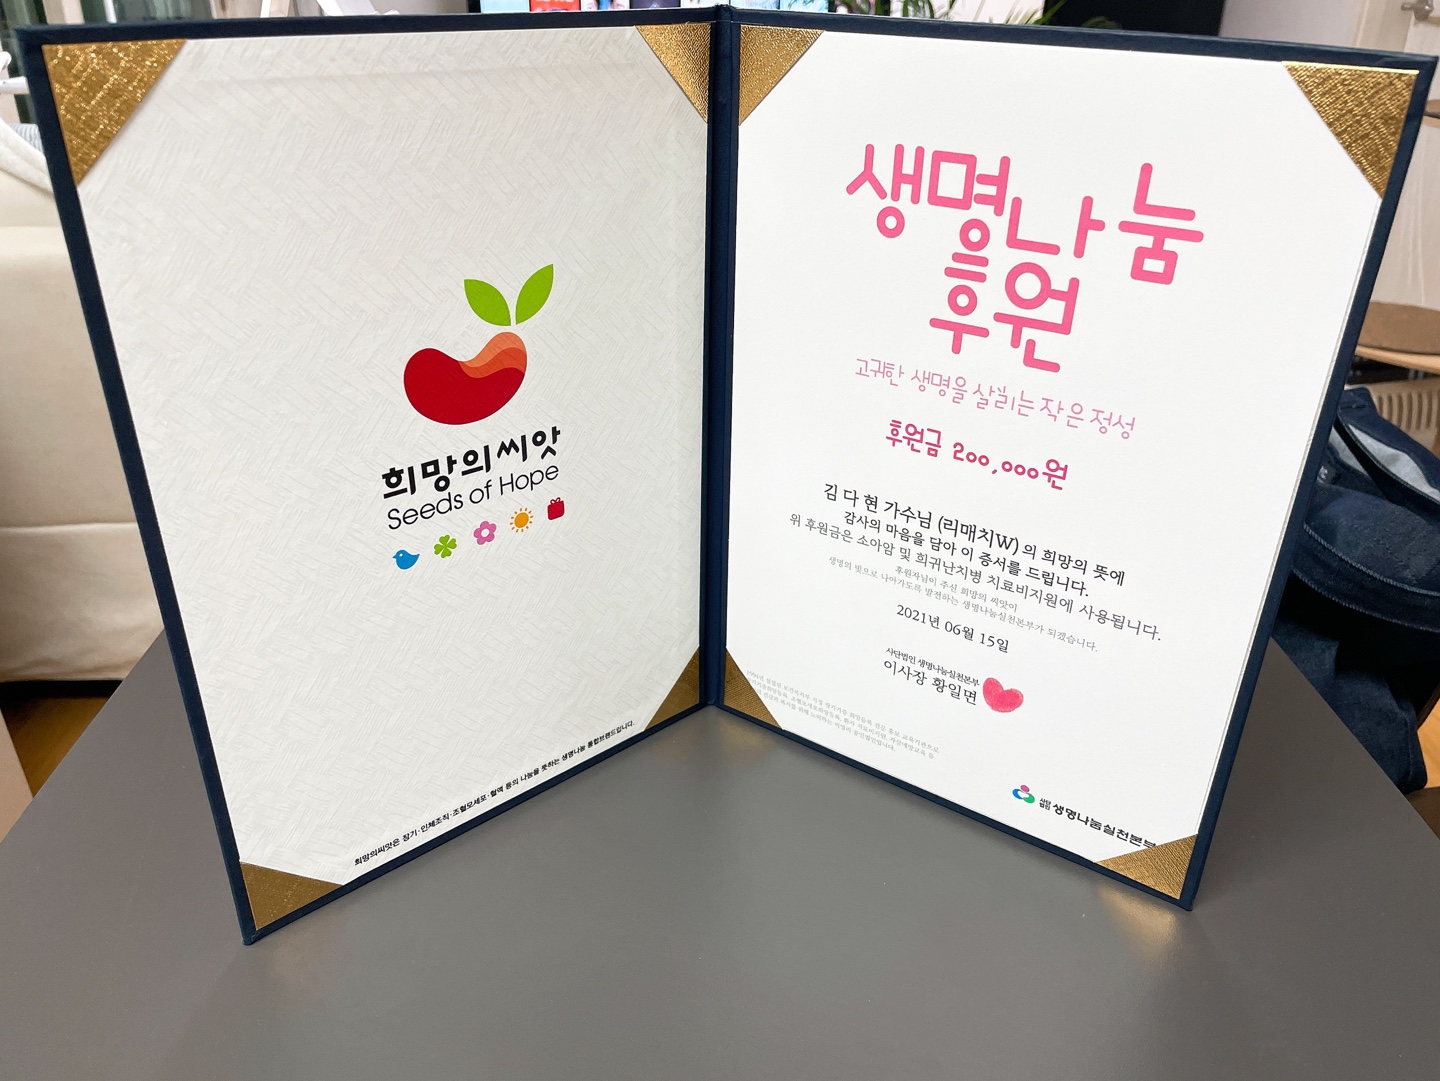 희망의씨앗
Seeds of Hope
희망의씨앗은 장기·인체조직·조혈모세포·혈액 등의 나눔을 뜻하는 생명나눔 통합브랜드입니다.
생명나눔
후원
고귀한 생명을 살리는 작은 정성
후원금 200,000원
김 다 현 가수님 (리매치W) 의 희망의 뜻에
감사의 마음을 담아 이 증서를 드립니다.
위 후원금은 소아암 및 희귀난치병 치료비지원에 사용됩니다.
후원자님이 주신 희망의 씨앗이
생명의 빛으로 나아가도록 발전하는 생명나눔실천본부가 되겠습니다.
2021년 06월 15일
사단법인 생명나눔실천본부
이사장 황일면
사단법인 생명나눔실천본부